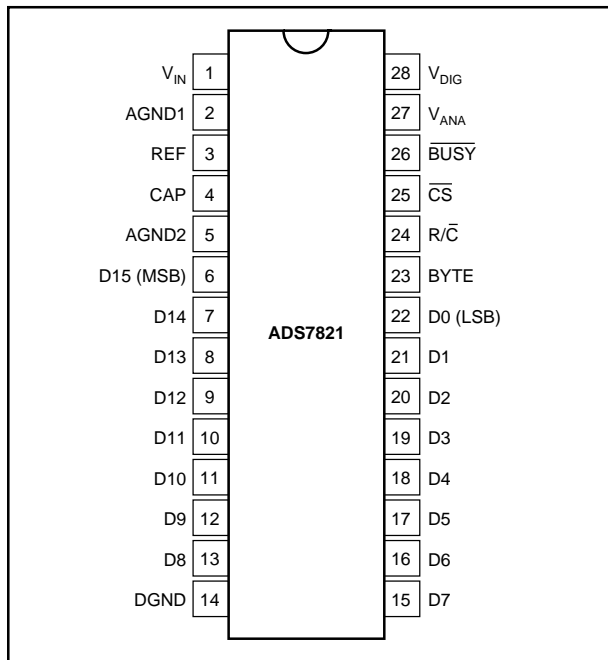 V_IN 1 28 V_DIG
AGND1 2 27 V_ANA
REF 3 26 B̅U̅S̅Y̅
CAP 4 25 C̅S̅
AGND2 5 24 R/C̅
D15 (MSB) 6 23 BYTE
D14 7 22 D0 (LSB)
ADS7821
D13 8 21 D1
D12 9 20 D2
D11 10 19 D3
D10 11 18 D4
D9 12 17 D5
D8 13 16 D6
DGND 14 15 D7